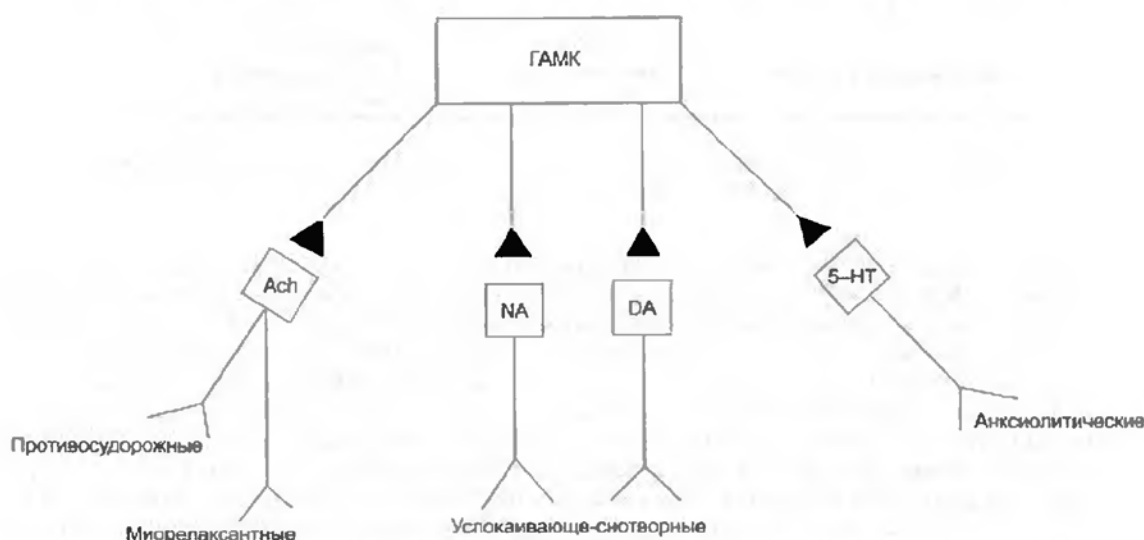 ГАМК
Ach
NA
DA
5–HT
Противосудорожные
Анксиолитические
Миорелаксантные
Успокаивающе-снотворные